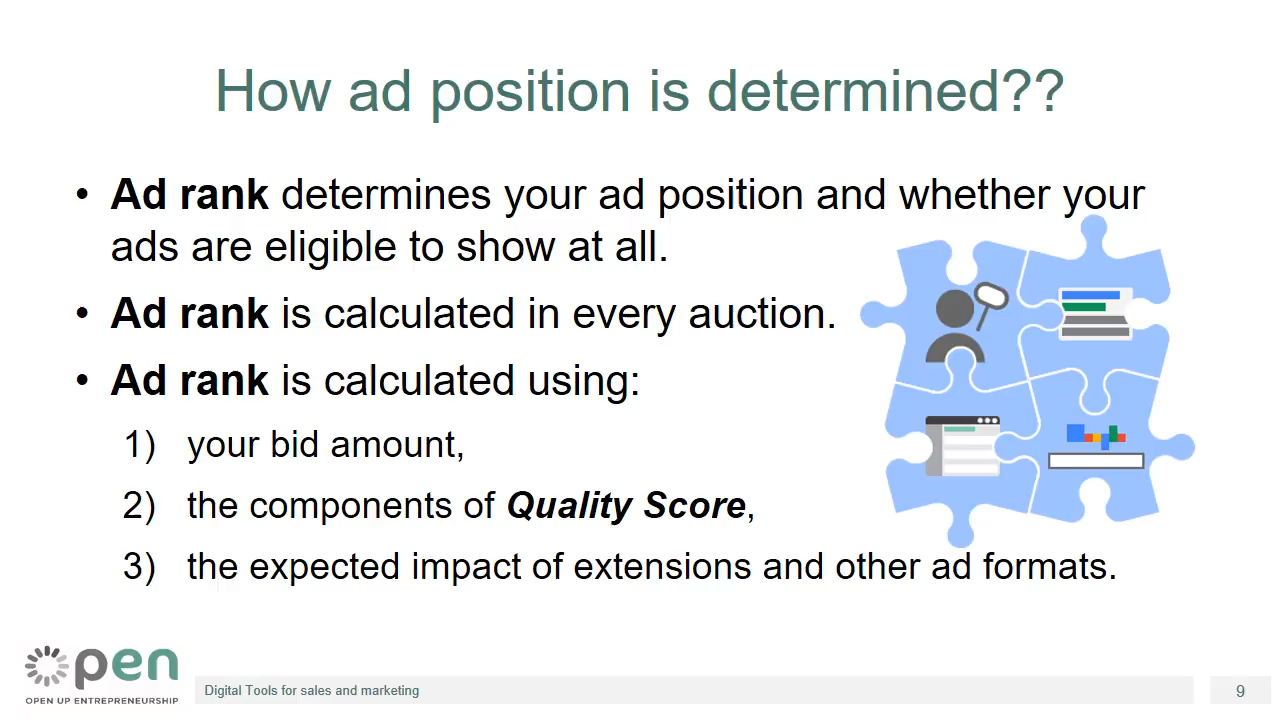 How ad position is determined??
• Ad rank determines your ad position and whether your
ads are eligible to show at all.
• Ad rank is calculated in every auction.
• Ad rank is calculated using:
1) your bid amount,
2) the components of Quality Score,
3) the expected impact of extensions and other ad formats.
open
OPEN UP ENTREPRENEURSHIP
Digital Tools for sales and marketing
9